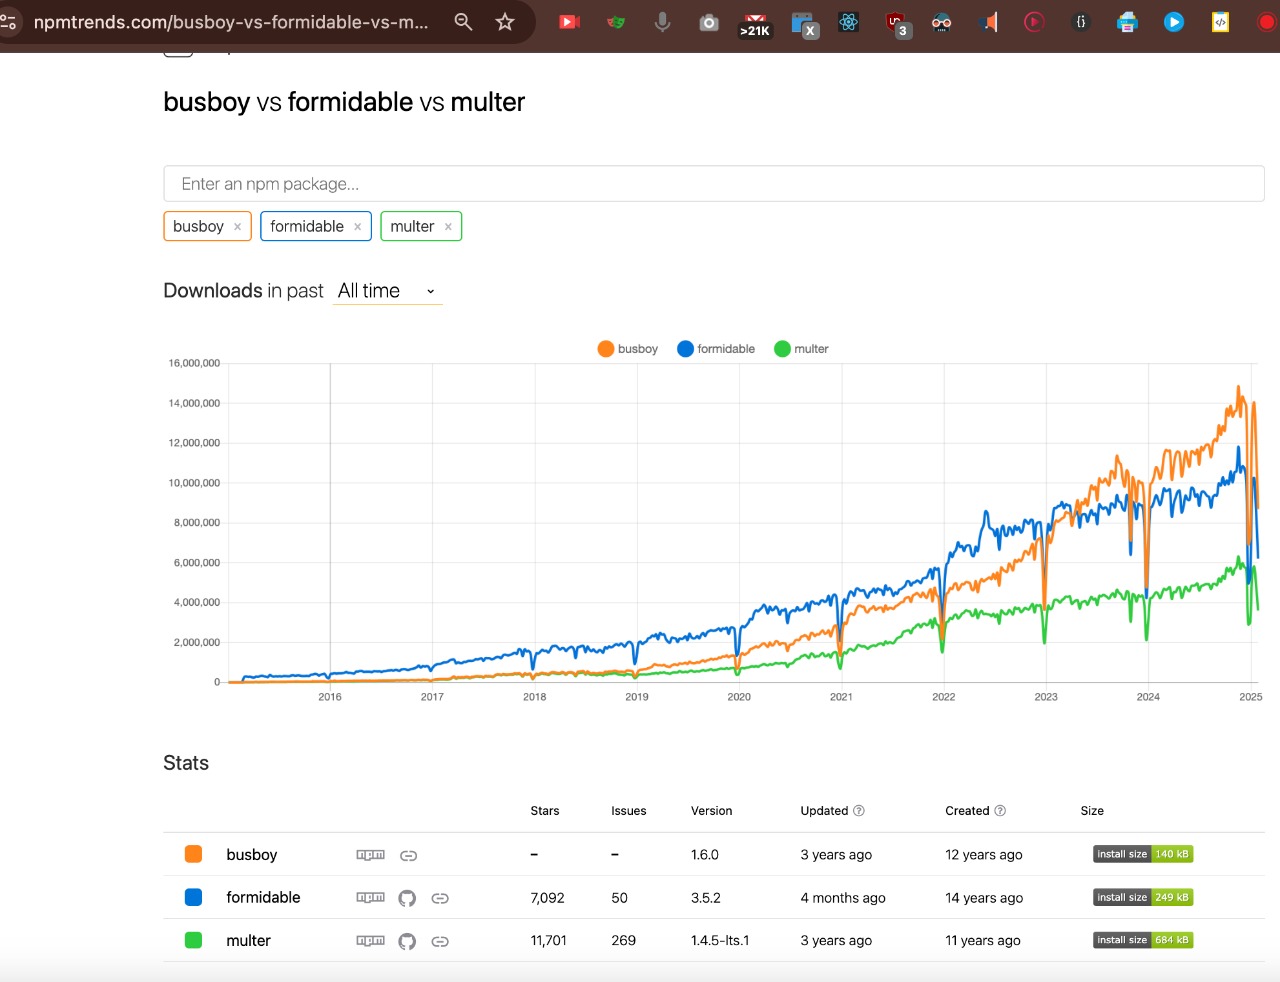 npmtrends.com/busboy-vs-formidable-vs-m...
>21K
X
3
busboy vs formidable vs multer
Enter an npm package...
busboy × formidable × multer ×
Downloads in past All time
busboy formidable multer
16,000,000
14,000,000
12,000,000
10,000,000
8,000,000
6,000,000
4,000,000
2,000,000
0
2016 2017 2018 2019 2020 2021 2022 2023 2024 2025
Stats
Stars Issues Version Updated ? Created ? Size
busboy npm – – 1.6.0 3 years ago 12 years ago install size 140 kB
formidable npm 7,092 50 3.5.2 4 months ago 14 years ago install size 249 kB
multer npm 11,701 269 1.4.5-lts.1 3 years ago 11 years ago install size 684 kB